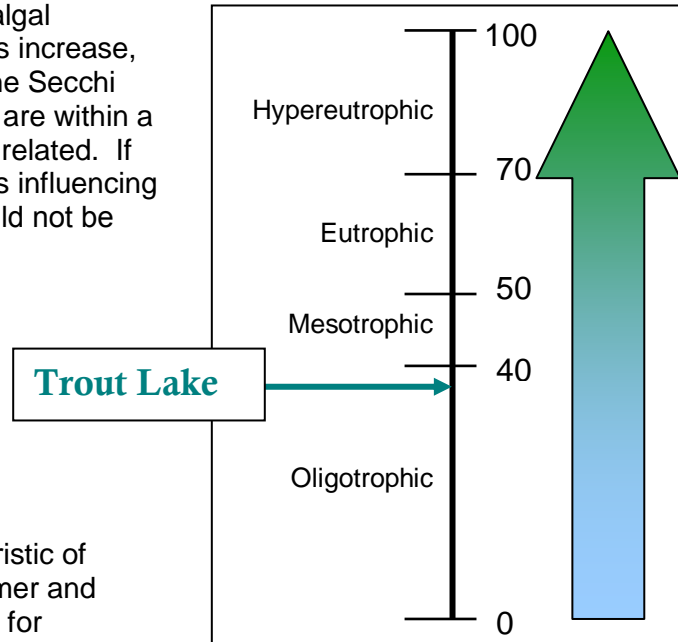 algal
s increase,
ne Secchi
are within a
related. If
s influencing
ld not be
100
Hypereutrophic
70
Eutrophic
50
Mesotrophic
40
Trout Lake
Oligotrophic
ristic of
mer and
for
0